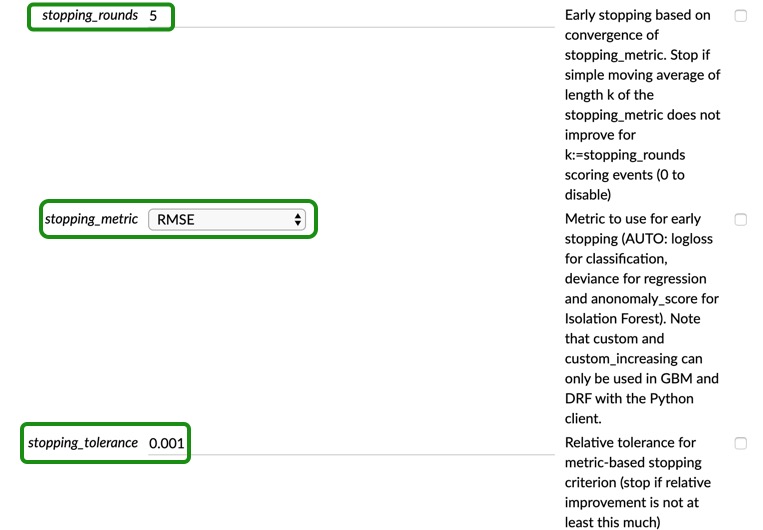 stopping_rounds 5
Early stopping based on
convergence of
stopping_metric. Stop if
simple moving average of
length k of the
stopping_metric does not
improve for
k:=stopping_rounds
scoring events (0 to
disable)
stopping_metric RMSE
Metric to use for early
stopping (AUTO: logloss
for classification,
deviance for regression
and anonomaly_score for
Isolation Forest). Note
that custom and
custom_increasing can
only be used in GBM and
DRF with the Python
client.
stopping_tolerance 0.001
Relative tolerance for
metric-based stopping
criterion (stop if relative
improvement is not at
least this much)